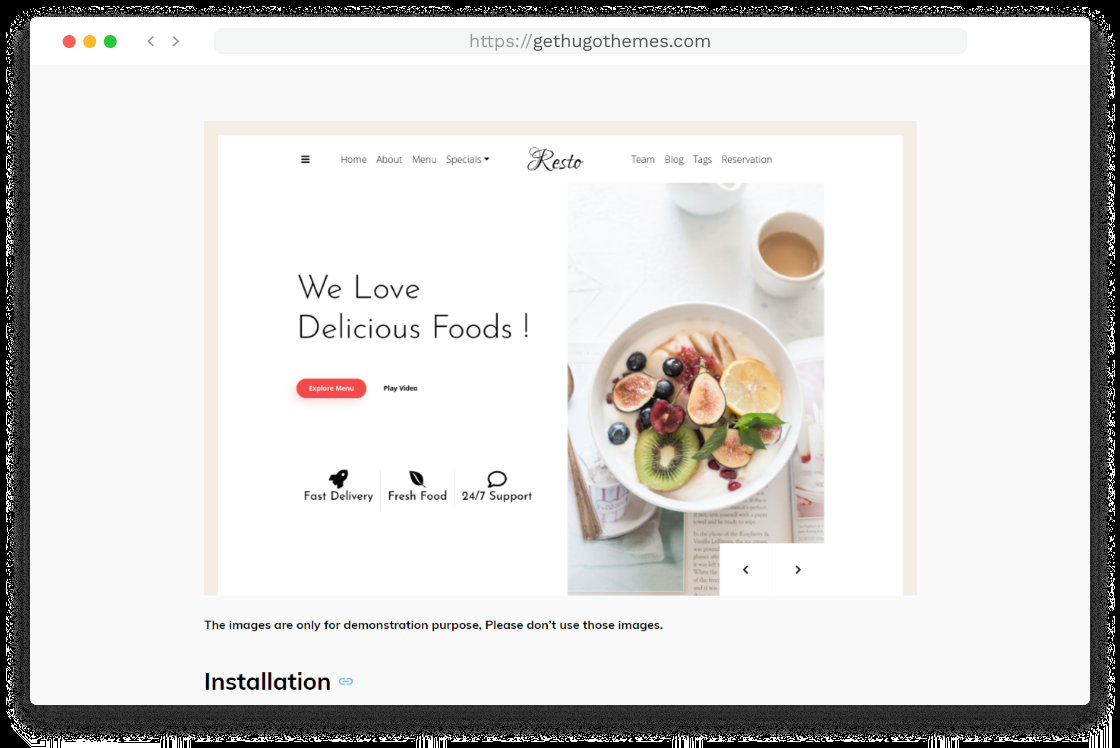 https://gethugothemes.com
Home About Menu Specials Resto Team Blog Tags Reservation
We Love
Delicious Foods !
Explore Menu Play Video
Fast Delivery Fresh Food 24/7 Support
The images are only for demonstration purpose, Please don't use those images.
Installation